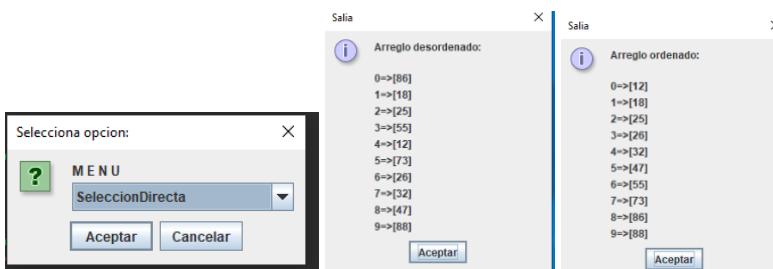 Selecciona opcion:
M E N U
SeleccionDirecta
Aceptar
Cancelar
Salia
Arreglo desordenado:
0=>[86]
1=>[18]
2=>[25]
3=>[55]
4=>[12]
5=>[73]
6=>[26]
7=>[32]
8=>[47]
9=>[88]
Aceptar
Salia
Arreglo ordenado:
0=>[12]
1=>[18]
2=>[25]
3=>[26]
4=>[32]
5=>[47]
6=>[55]
7=>[73]
8=>[86]
9=>[88]
Aceptar